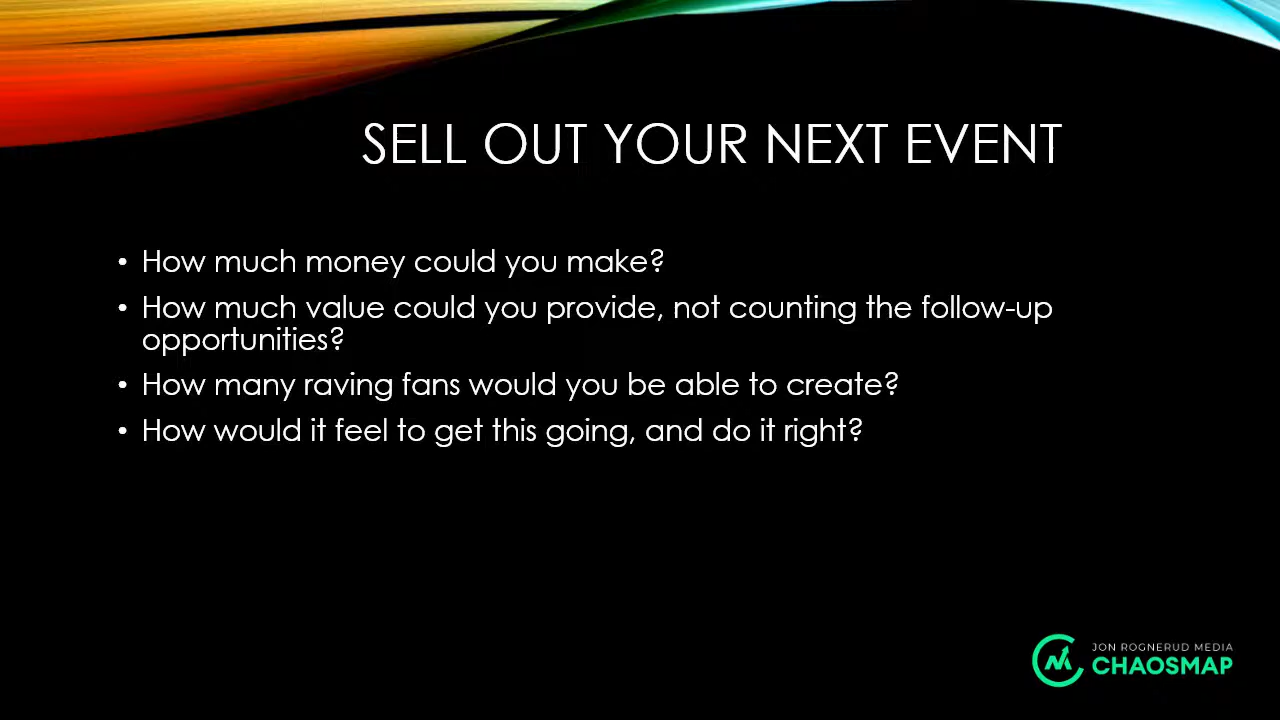 SELL OUT YOUR NEXT EVENT
• How much money could you make?
• How much value could you provide, not counting the follow-up
opportunities?
• How many raving fans would you be able to create?
• How would it feel to get this going, and do it right?
JON ROGNERUD MEDIA
CHAOSMAP